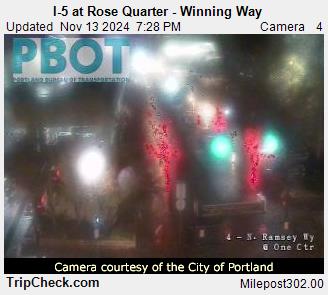 I-5 at Rose Quarter - Winning Way
Updated Nov 13 2024 7:28 PM Camera 4
PBOT
PORTLAND BUREAU OF TRANSPORTATION
4 - N. Ramsey Wy
@ One Ctr
Camera courtesy of the City of Portland
TripCheck.com Milepost302.00